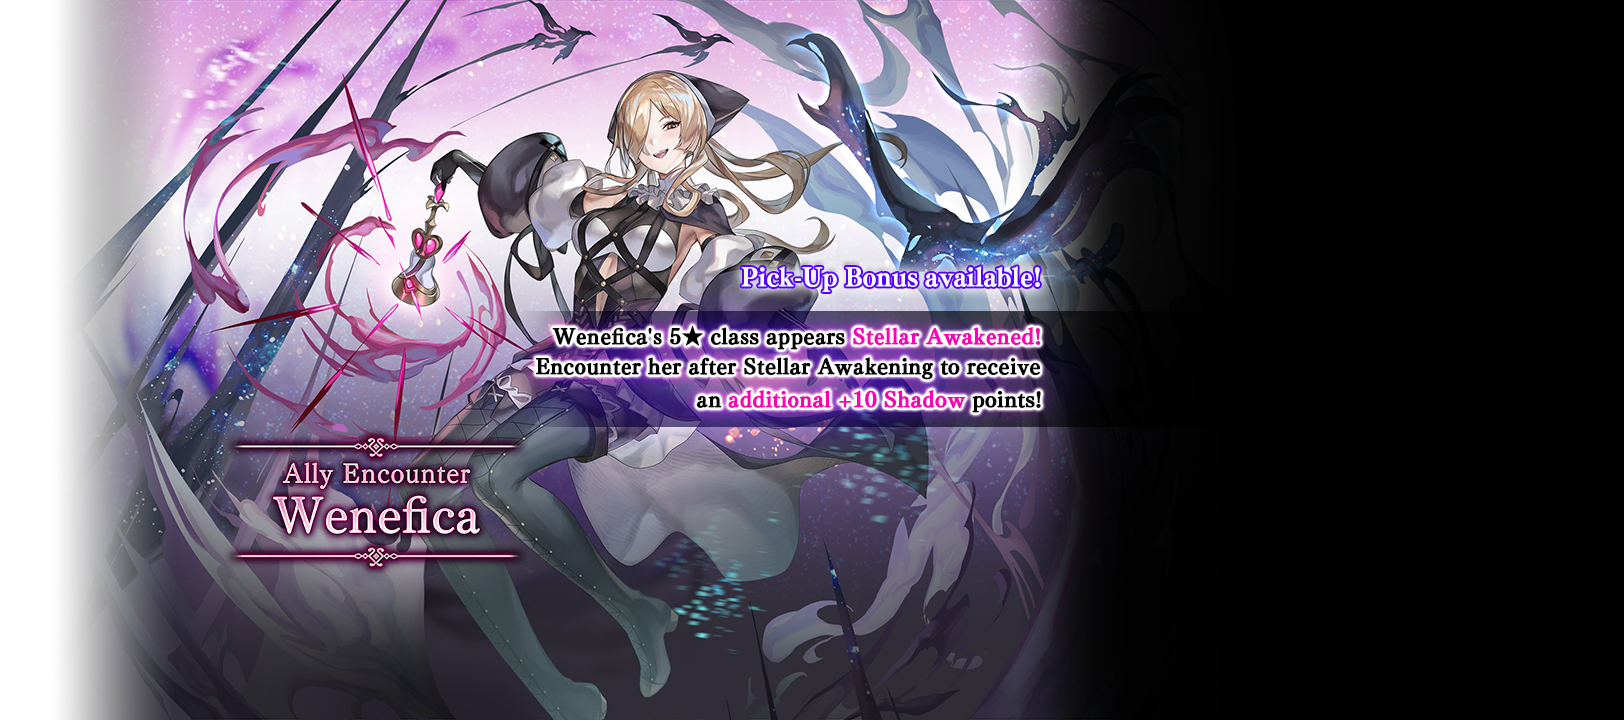 Pick-Up Bonus available!
Wenefica's 5★ class appears Stellar Awakened!
Encounter her after Stellar Awakening to receive
an additional +10 Shadow points!
Ally Encounter
Wenefica